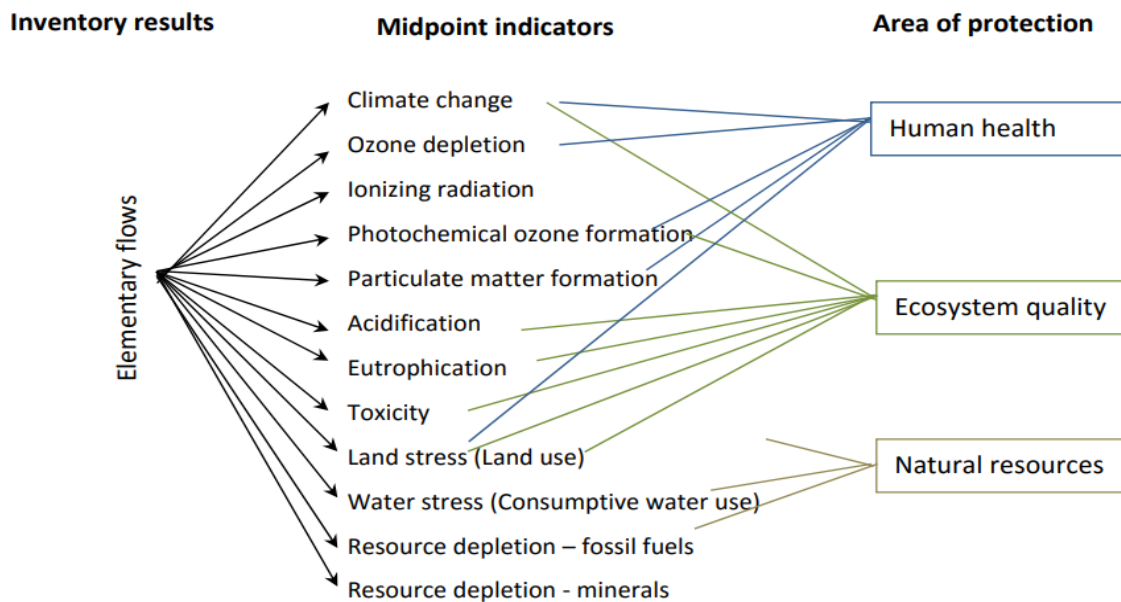 Inventory results
Midpoint indicators
Area of protection
Elementary flows
Climate change
Ozone depletion
Ionizing radiation
Photochemical ozone formation
Particulate matter formation
Acidification
Eutrophication
Toxicity
Land stress (Land use)
Water stress (Consumptive water use)
Resource depletion – fossil fuels
Resource depletion - minerals
Human health
Ecosystem quality
Natural resources